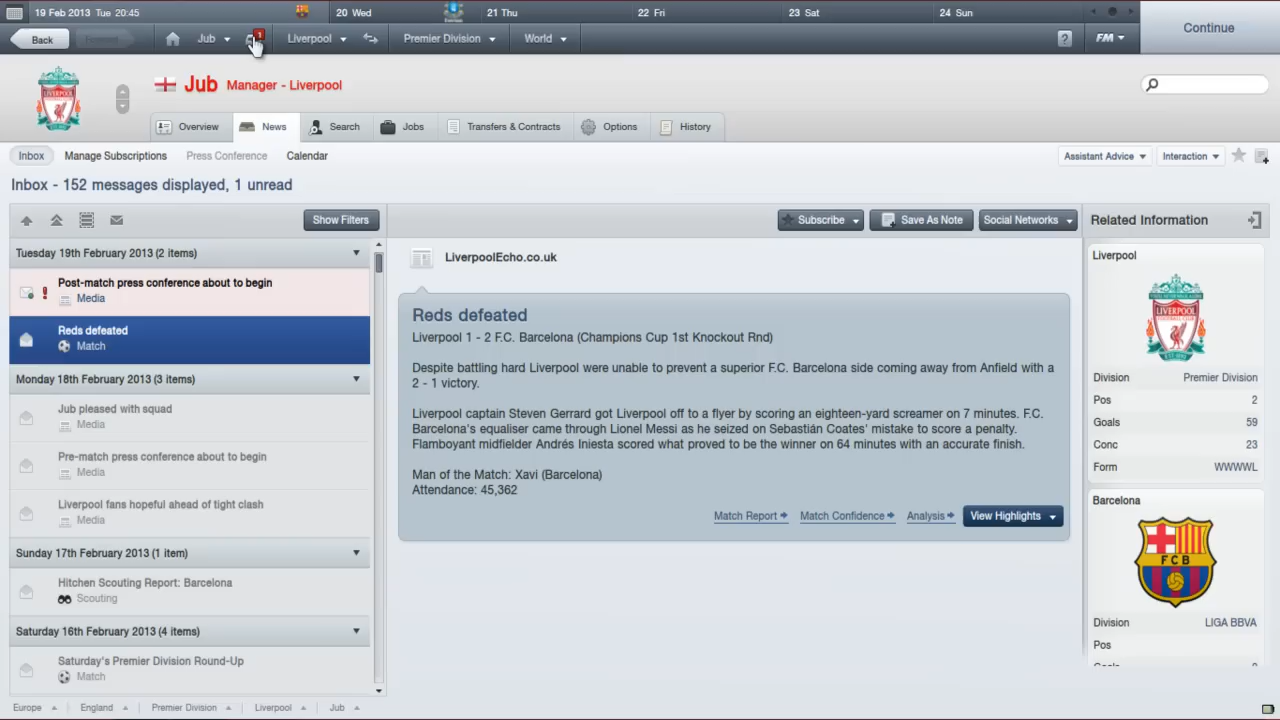 19 Feb 2013 Tue 20:45
20 Wed
21 Thu
22 Fri
23 Sat
24 Sun
Continue
Back
Jub
1
Liverpool
Premier Division
World
?
FM
Jub Manager - Liverpool
Overview
News
Search
Jobs
Transfers & Contracts
Options
History
Inbox
Manage Subscriptions
Press Conference
Calendar
Assistant Advice
Interaction
Inbox - 152 messages displayed, 1 unread
Show Filters
Subscribe
Save As Note
Social Networks
Related Information
Tuesday 19th February 2013 (2 items)
Post-match press conference about to begin
Media
Reds defeated
Match
Monday 18th February 2013 (3 items)
Jub pleased with squad
Media
Pre-match press conference about to begin
Media
Liverpool fans hopeful ahead of tight clash
Media
Sunday 17th February 2013 (1 item)
Hitchen Scouting Report: Barcelona
Scouting
Saturday 16th February 2013 (4 items)
Saturday's Premier Division Round-Up
Match
LiverpoolEcho.co.uk
Reds defeated
Liverpool 1 - 2 F.C. Barcelona (Champions Cup 1st Knockout Rnd)
Despite battling hard Liverpool were unable to prevent a superior F.C. Barcelona side coming away from Anfield with a
2 - 1 victory.
Liverpool captain Steven Gerrard got Liverpool off to a flyer by scoring an eighteen-yard screamer on 7 minutes. F.C.
Barcelona's equaliser came through Lionel Messi as he seized on Sebastián Coates' mistake to score a penalty.
Flamboyant midfielder Andrés Iniesta scored what proved to be the winner on 64 minutes with an accurate finish.
Man of the Match: Xavi (Barcelona)
Attendance: 45,362
Match Report
Match Confidence
Analysis
View Highlights
Liverpool
Division Premier Division
Pos 2
Goals 59
Conc 23
Form WWWWL
Barcelona
FCB
Division LIGA BBVA
Pos
Europe
England
Premier Division
Liverpool
Jub